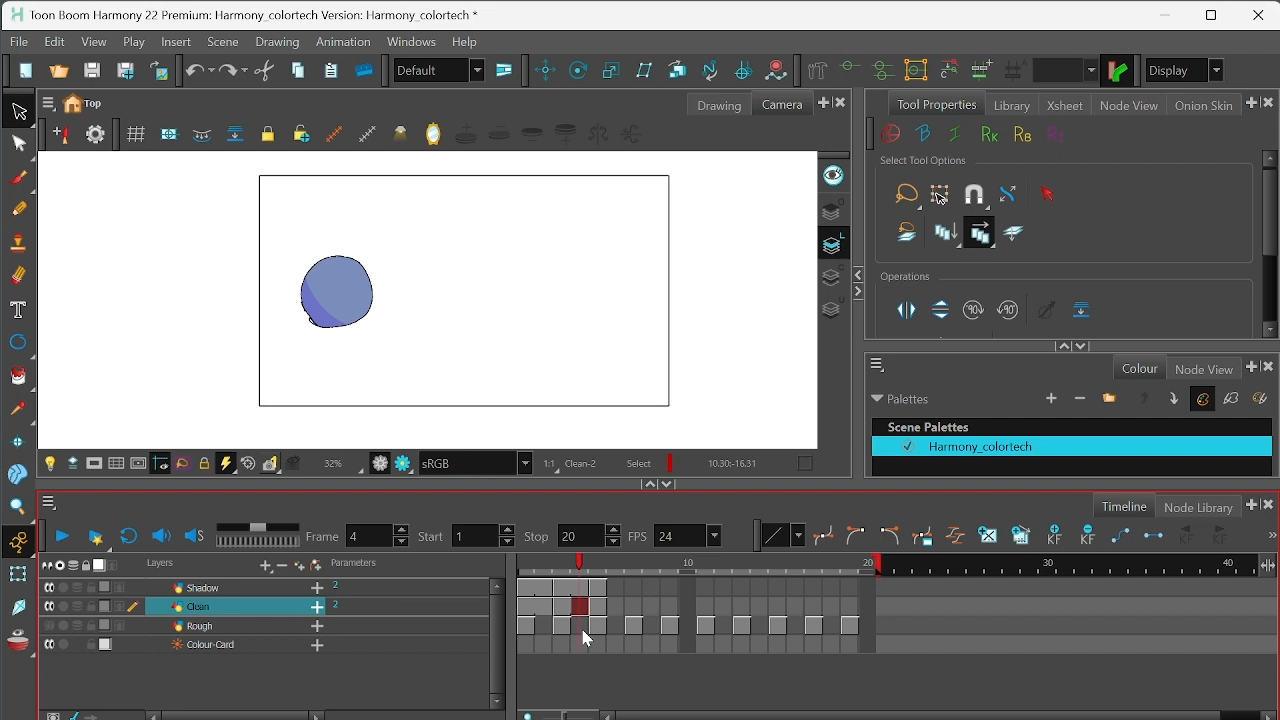 Toon Boom Harmony 22 Premium: Harmony_colortech Version: Harmony_colortech *
File Edit View Play Insert Scene Drawing Animation Windows Help
Default Display
Top Drawing Camera
Tool Properties Library Xsheet Node View Onion Skin
Select Tool Options
Operations
Colour Node View
Palettes
Scene Palettes
Harmony_colortech
32% sRGB 1:1 Clean-2 Select 10.30:-16.31
Timeline Node Library
Frame 4 Start 1 Stop 20 FPS 24
Layers Parameters 10 20 30 40
Shadow 2
Clean 2
Rough
Colour-Card